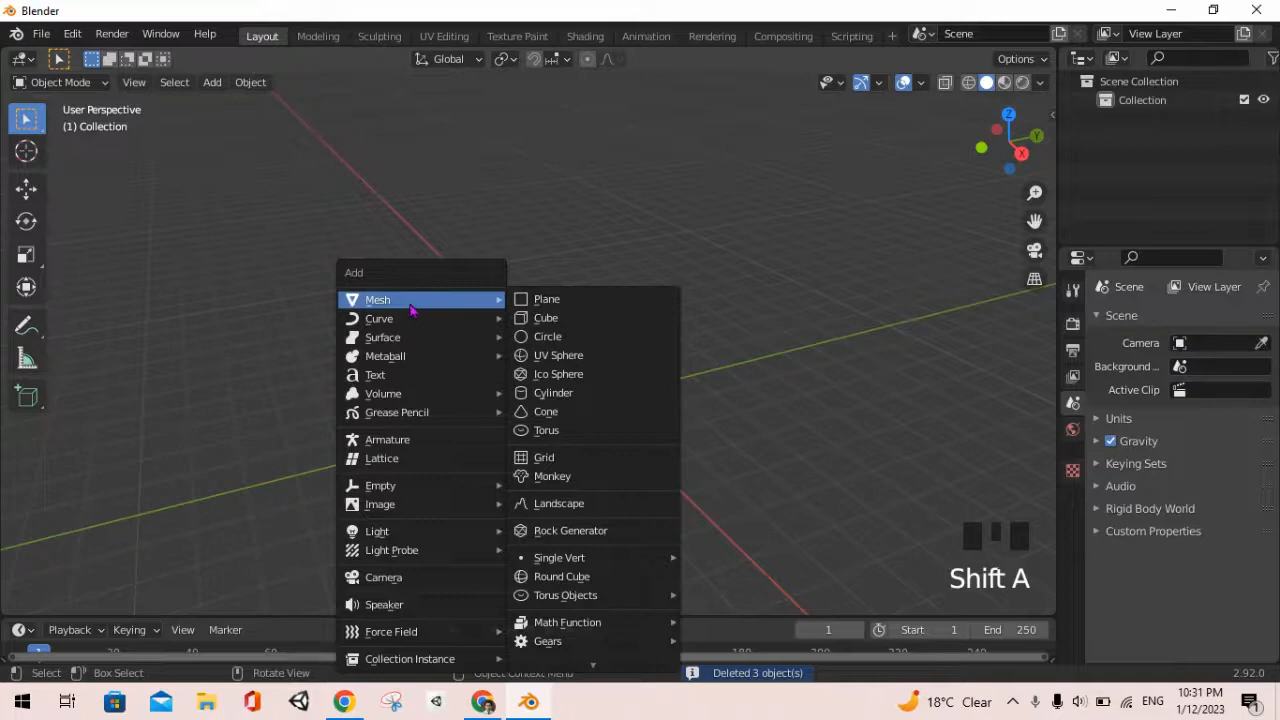 Blender
File Edit Render Window Help Layout Modeling Sculpting UV Editing Texture Paint Shading Animation Rendering Compositing Scripting + Scene View Layer
Global Options
Object Mode View Select Add Object
Scene Collection
Collection
User Perspective
(1) Collection
Z
Y
X
Add
Mesh
Curve
Surface
Metaball
Text
Volume
Grease Pencil
Armature
Lattice
Empty
Image
Light
Light Probe
Camera
Speaker
Force Field
Collection Instance
Plane
Cube
Circle
UV Sphere
Ico Sphere
Cylinder
Cone
Torus
Grid
Monkey
Landscape
Rock Generator
Single Vert
Round Cube
Torus Objects
Math Function
Gears
Scene View Layer
Scene
Camera
Background ...
Active Clip
Units
Gravity
Keying Sets
Audio
Rigid Body World
Custom Properties
Shift A
Playback Keying View Marker 1 Start 1 End 250
Select Box Select Rotate View Deleted 3 object(s) 2.92.0
18°C Clear ENG 10:31 PM
1/12/2023